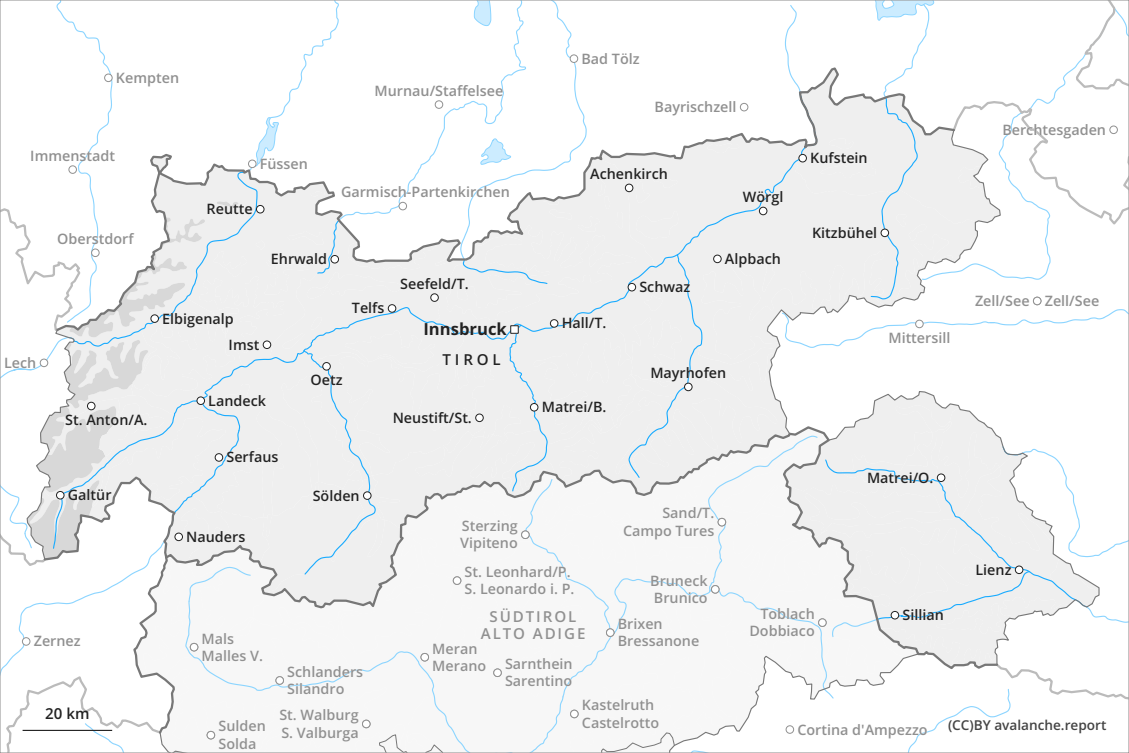 Kempten
Bad Tölz
Murnau/Staffelsee
Bayrischzell
Berchtesgaden
Immenstadt
Füssen
Kufstein
Achenkirch
Garmisch-Partenkirchen
Wörgl
Reutte
Oberstdorf
Kitzbühel
Ehrwald
Alpbach
Seefeld/T.
Schwaz
Zell/See
Zell/See
Telfs
Elbigenalp
Innsbruck
Hall/T.
Mittersill
Imst
TIROL
Lech
Oetz
Mayrhofen
Landeck
Matrei/B.
St. Anton/A.
Neustift/St.
Serfaus
Matrei/O.
Galtür
Sölden
Sand/T.
Campo Tures
Sterzing
Vipiteno
Nauders
St. Leonhard/P.
S. Leonardo i. P.
Lienz
Bruneck
Brunico
SÜDTIROL
ALTO ADIGE
Toblach
Dobbiaco
Sillian
Brixen
Bressanone
Zernez
Mals
Malles V.
Meran
Merano
Sarnthein
Sarentino
Schlanders
Silandro
Kastelruth
Castelrotto
20 km
St. Walburg
S. Valburga
Sulden
Solda
Cortina d'Ampezzo
(CC)BY avalanche.report